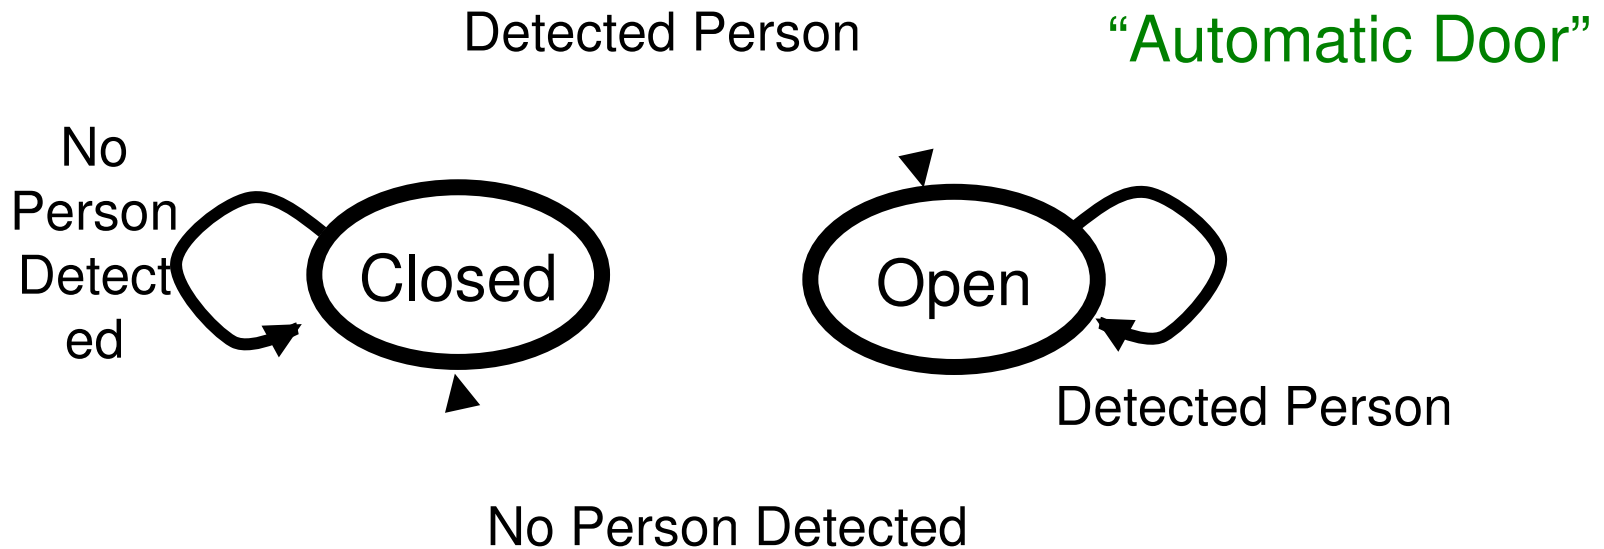 Detected Person
“Automatic Door”
No
Person
Detect
ed
Closed
Open
Detected Person
No Person Detected